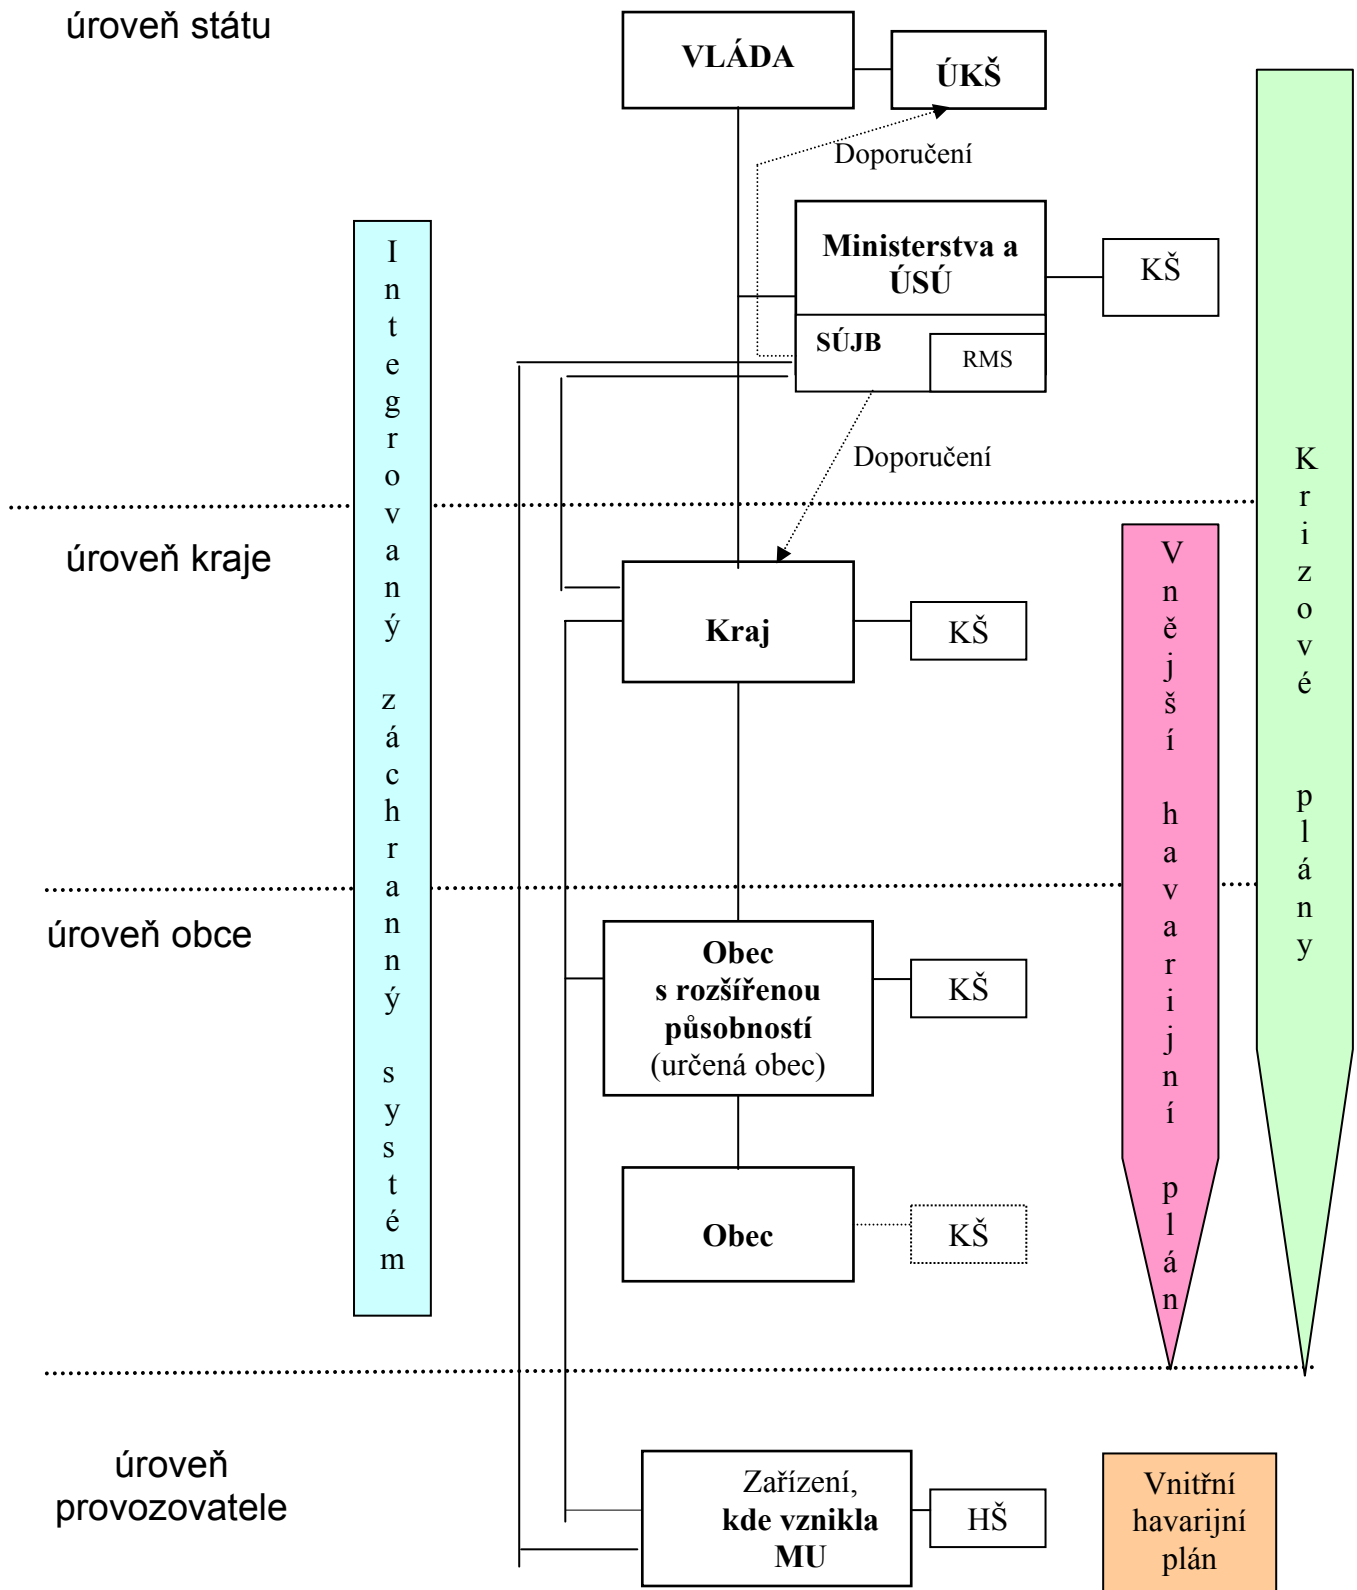 úroveň státu
VLÁDA
ÚKŠ
Doporučení
Ministerstva a
ÚSÚ
KŠ
SÚJB
RMS
Doporučení
úroveň kraje
Kraj
KŠ
úroveň obce
Obec
s rozšířenou
působností
(určená obec)
KŠ
Obec
KŠ
úroveň
provozovatele
Zařízení,
kde vznikla
MU
HŠ
Vnitřní
havarijní
plán
Integrovaný záchranný systém
Vnější havarijní plán
Krizové plány